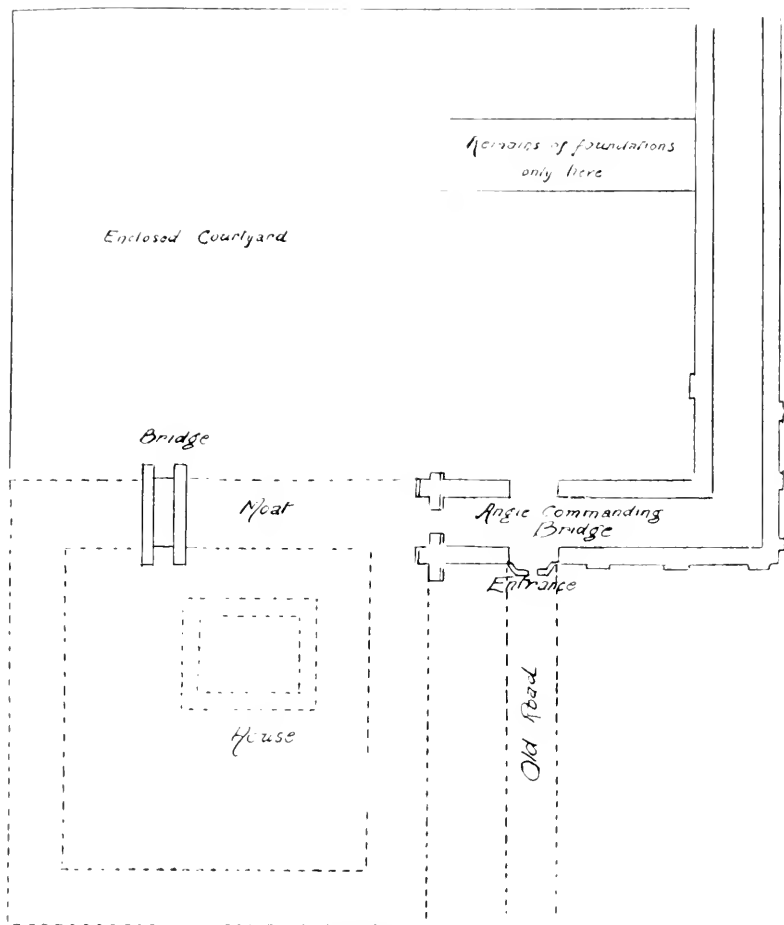 Remains of foundations
only here
Enclosed Courtyard
Bridge
Moat
Angle Commanding
Bridge
Entrance
House
Old Road